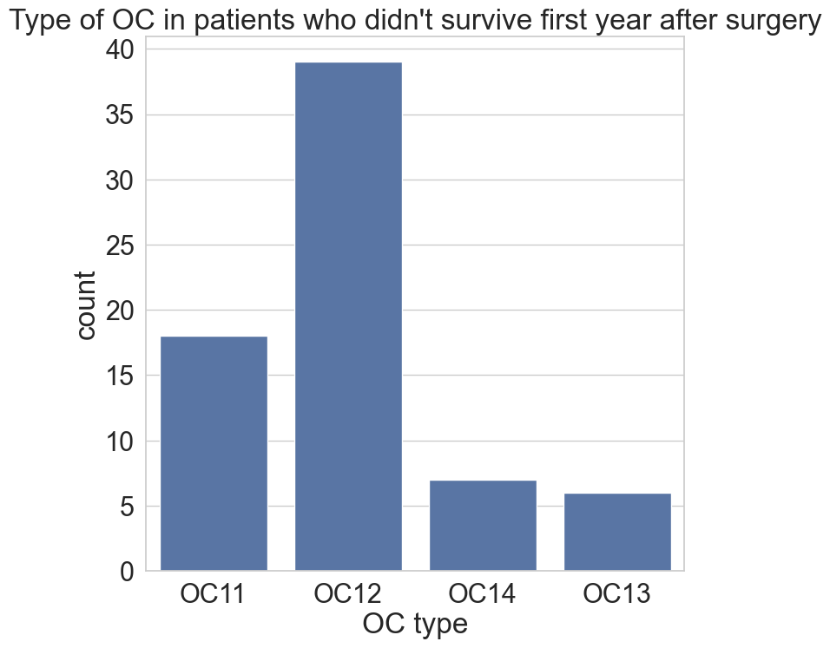 Type of OC in patients who didn't survive first year after surgery
40
35
30
25
20
15
10
5
0
count
OC11 OC12 OC14 OC13
OC type